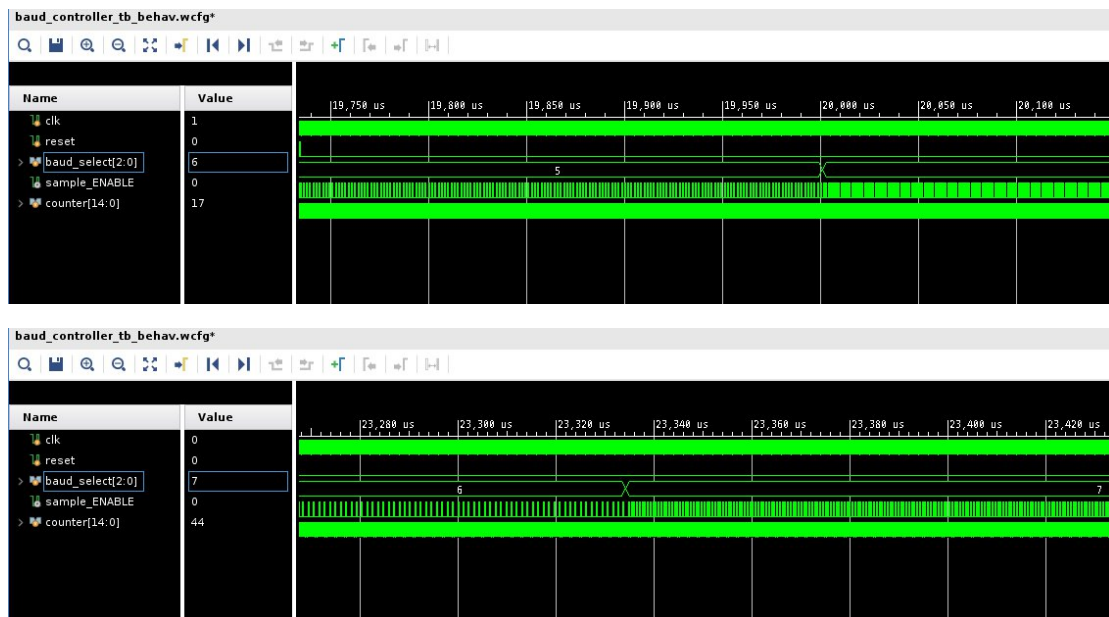 baud_controller_tb_behav.wcfg*
Name Value
19,750 us 19,800 us 19,850 us 19,900 us 19,950 us 20,000 us 20,050 us 20,100 us
clk 1
reset 0
baud_select[2:0] 6 5
sample_ENABLE 0
counter[14:0] 17
baud_controller_tb_behav.wcfg*
Name Value
23,280 us 23,300 us 23,320 us 23,340 us 23,360 us 23,380 us 23,400 us 23,420 us
clk 0
reset 0
baud_select[2:0] 7 6 7
sample_ENABLE 0
counter[14:0] 44